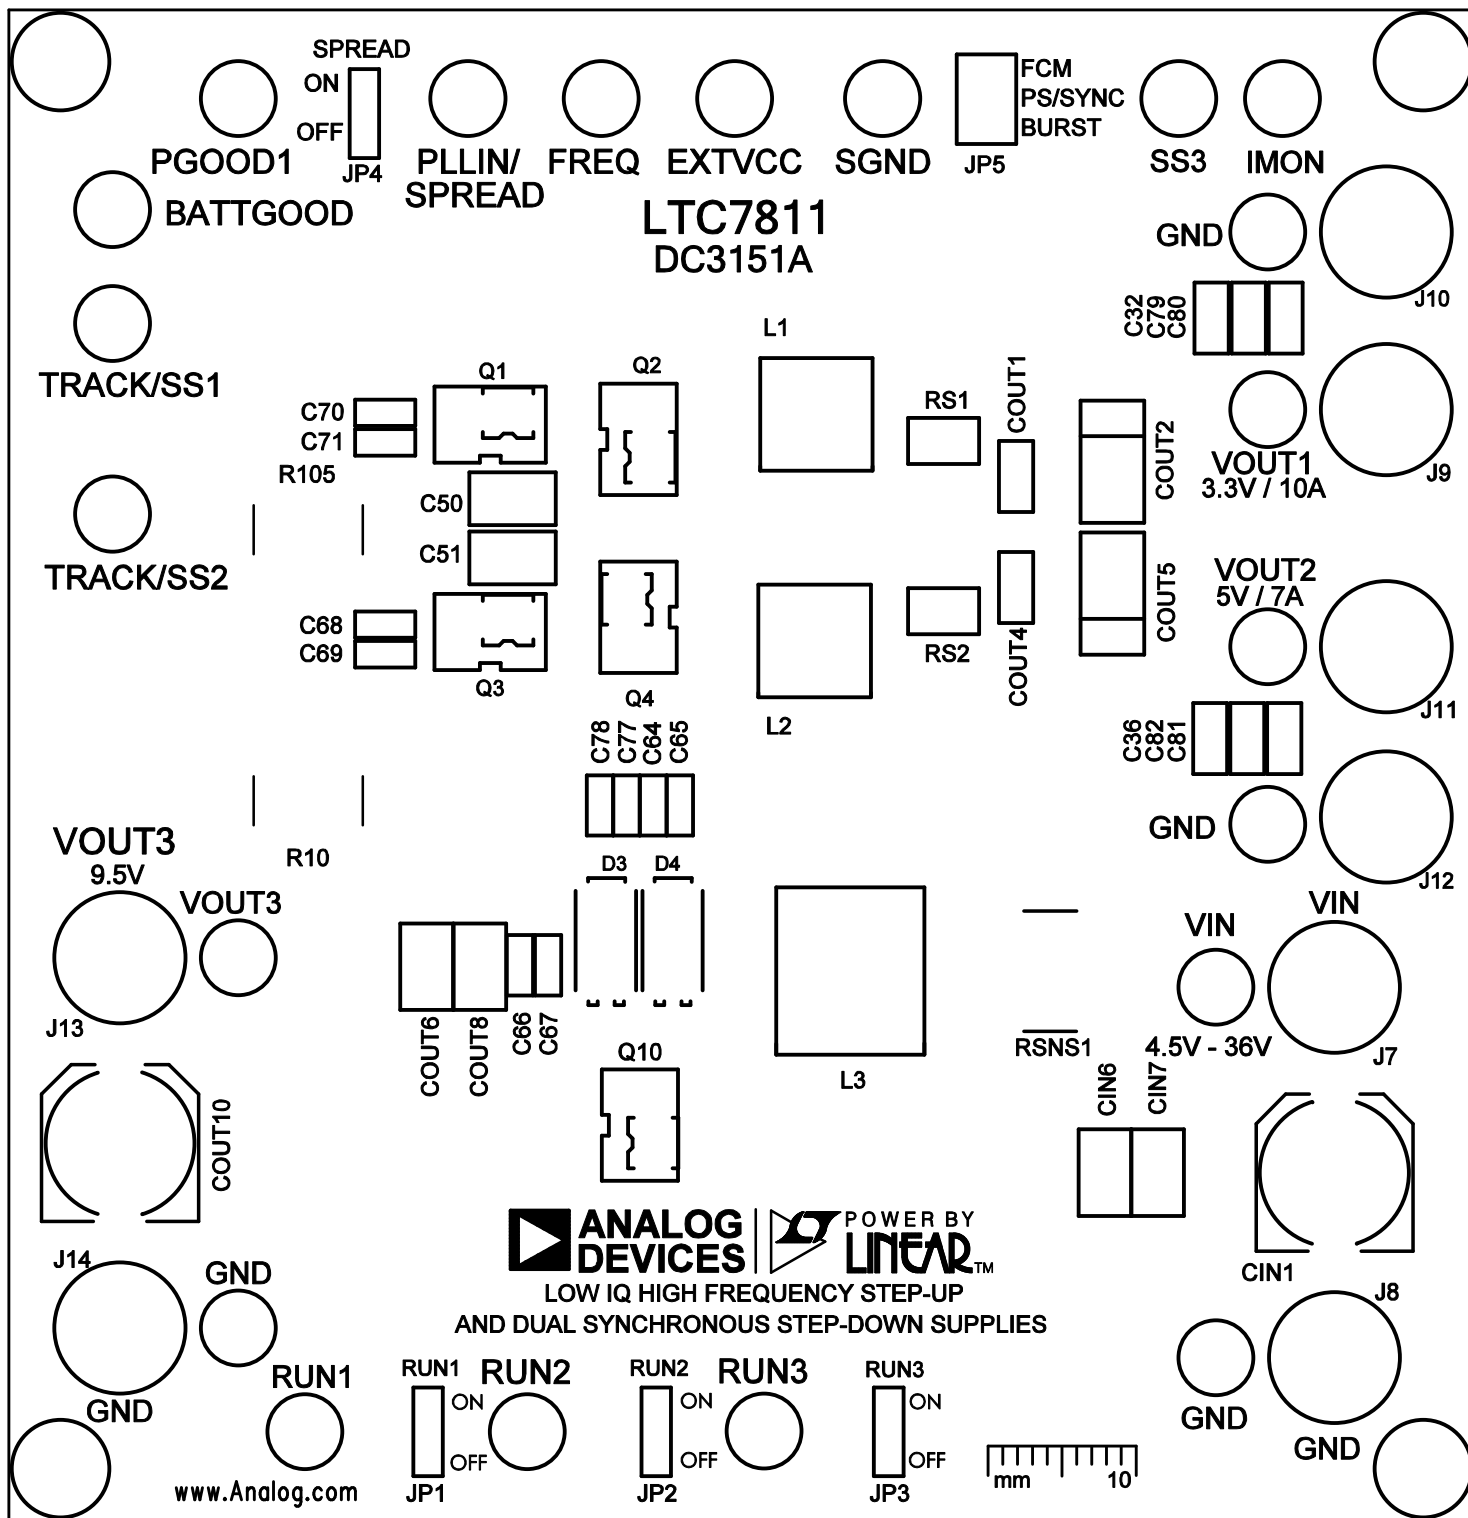 SPREAD
ON
OFF
JP4
PGOOD1
PLLIN/
SPREAD
FREQ
EXTVCC
SGND
FCM
PS/SYNC
BURST
JP5
SS3
IMON
BATTGOOD
LTC7811
DC3151A
GND
J10
TRACK/SS1
C32
C79
C80
L1
Q1
Q2
C70
C71
R105
RS1
COUT1
COUT2
VOUT1
3.3V / 10A
J9
C50
C51
TRACK/SS2
VOUT2
5V / 7A
COUT5
COUT4
RS2
C68
C69
Q3
Q4
L2
J11
C78
C77
C64
C65
C36
C82
C81
GND
J12
VOUT3
9.5V
R10
D3
D4
VOUT3
VIN
VIN
J13
COUT6
COUT8
C66
C67
Q10
L3
RSNS1
4.5V - 36V
J7
CIN6
CIN7
COUT10
ANALOG
DEVICES
POWER BY
LINEAR™
LOW IQ HIGH FREQUENCY STEP-UP
AND DUAL SYNCHRONOUS STEP-DOWN SUPPLIES
CIN1
J8
J14
GND
GND
RUN1
RUN1
ON
OFF
JP1
RUN2
RUN2
ON
OFF
JP2
RUN3
RUN3
ON
OFF
JP3
GND
GND
mm
10
www.Analog.com